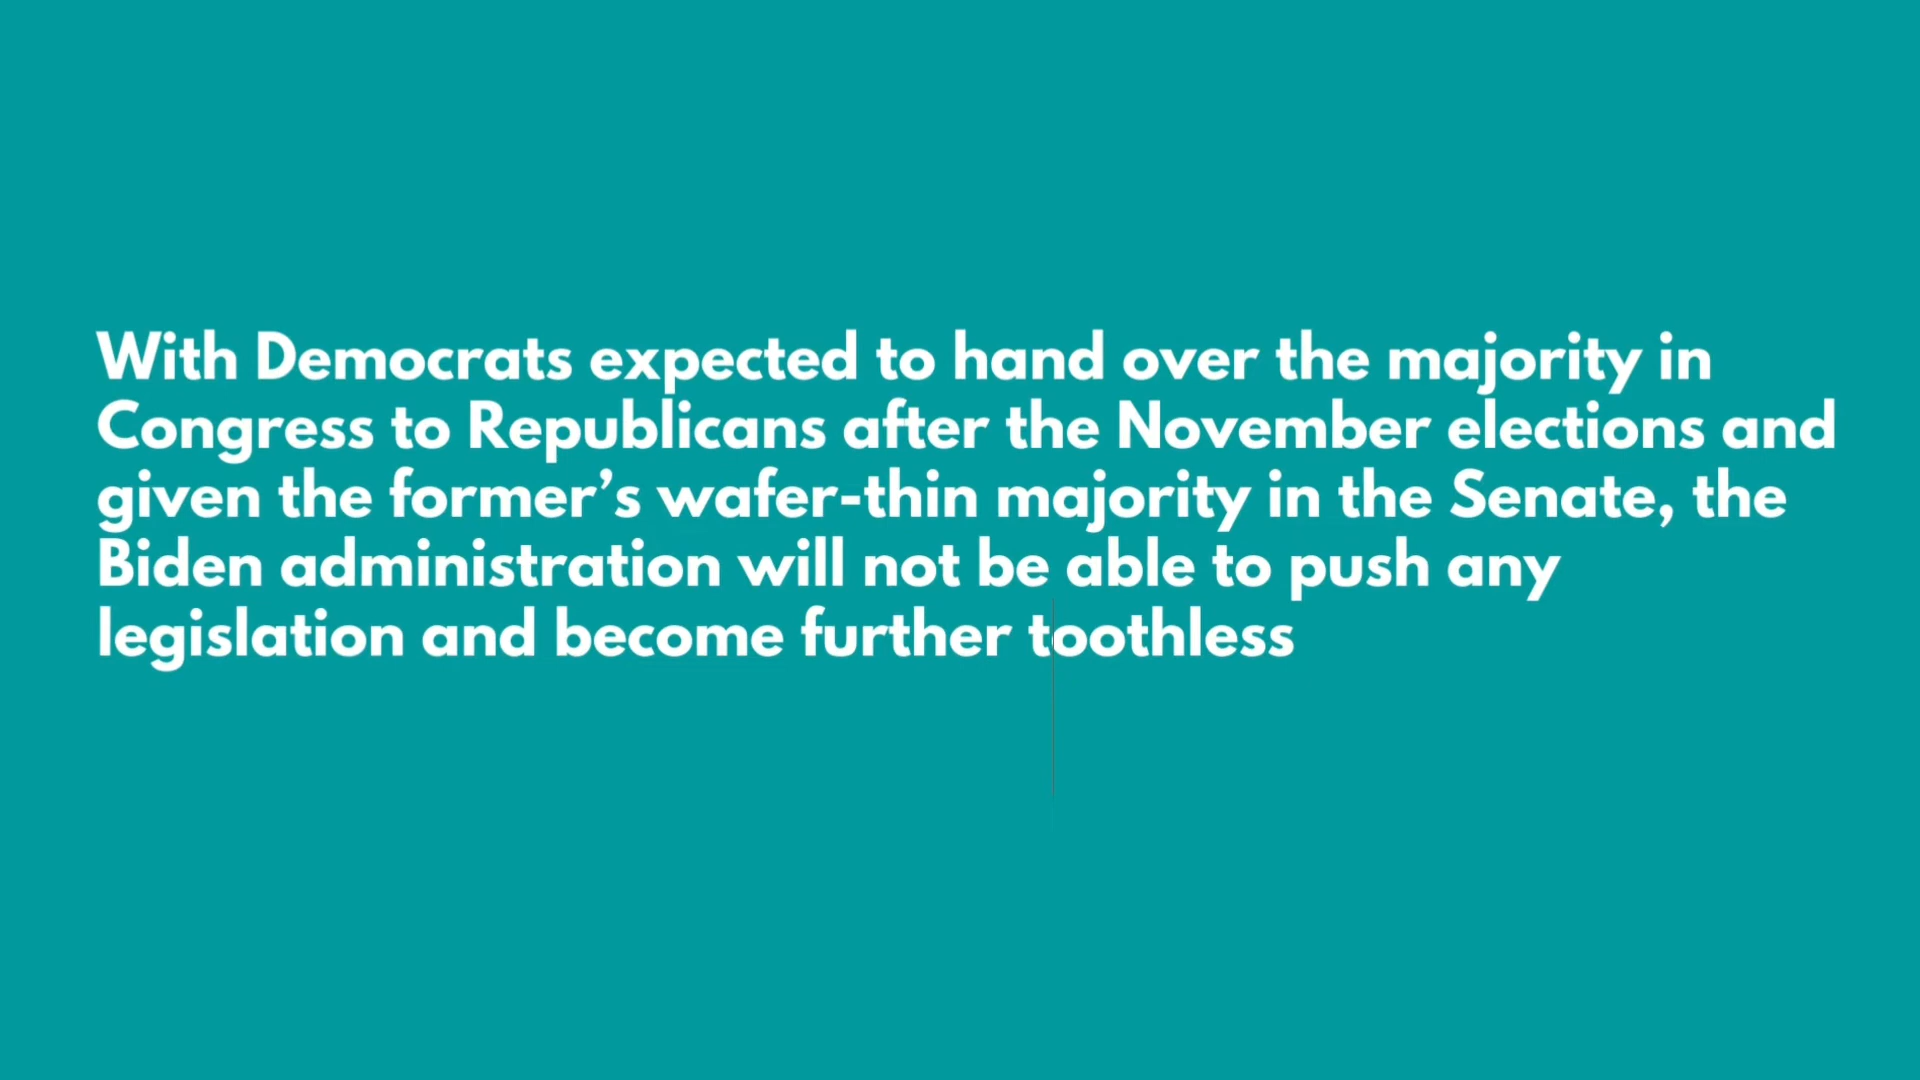 With Democrats expected to hand over the majority in
Congress to Republicans after the November elections and
given the former’s wafer-thin majority in the Senate, the
Biden administration will not be able to push any
legislation and become further toothless